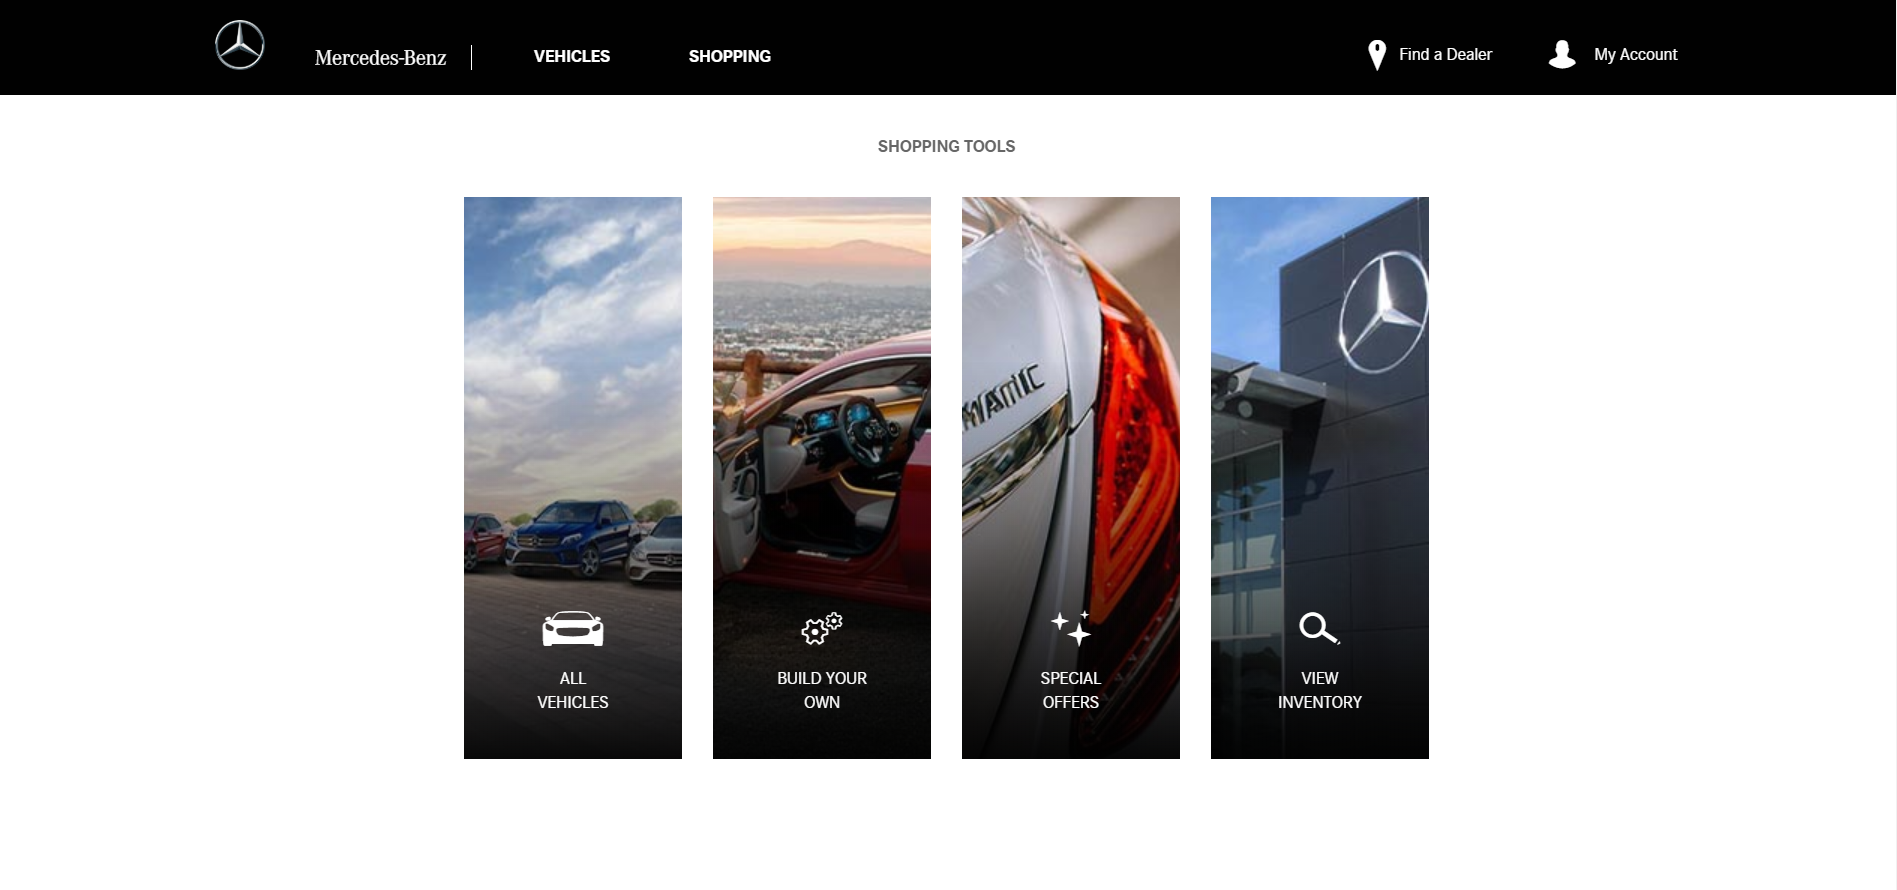 Mercedes-Benz
VEHICLES
SHOPPING
Find a Dealer
My Account
SHOPPING TOOLS
MATIC
ALL
VEHICLES
BUILD YOUR
OWN
SPECIAL
OFFERS
VIEW
INVENTORY